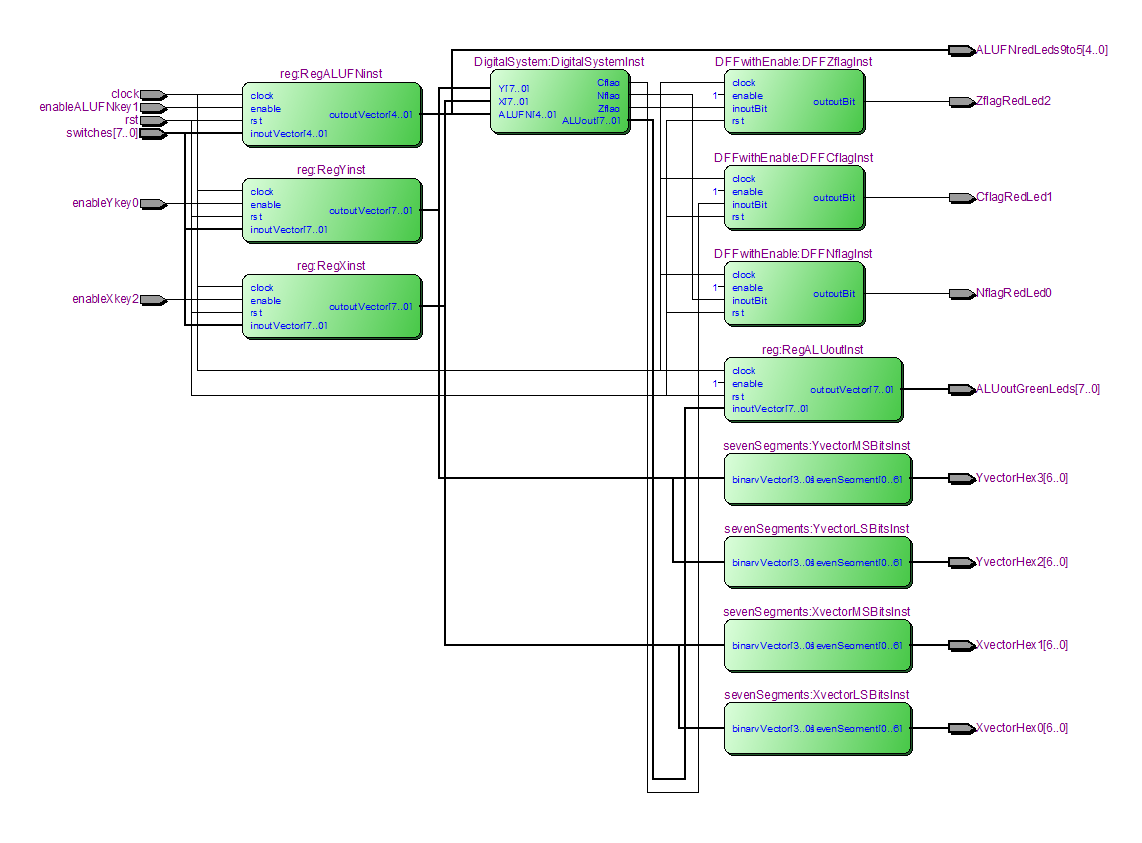 clock
enableALUFNkey1
rst
switches[7..0]
enableYkey0
enableXkey2
reg:RegALUFNinst
clock
enable
rst
inputVector[4..0]
outputVector[4..0]
reg:RegYinst
clock
enable
rst
inputVector[7..0]
outputVector[7..0]
reg:RegXinst
clock
enable
rst
inputVector[7..0]
outputVector[7..0]
DigitalSystem:DigitalSystemInst
Y[7..0]
X[7..0]
ALUFN[4..0]
Cflag
Nflag
Zflag
ALUout[7..0]
DFFwithEnable:DFFZflagInst
clock
1 enable
inputBit
rst
outputBit
DFFwithEnable:DFFCflagInst
clock
1 enable
inputBit
rst
outputBit
DFFwithEnable:DFFNflagInst
clock
1 enable
inputBit
rst
outputBit
reg:RegALUoutInst
clock
1 enable
rst
inputVector[7..0]
outputVector[7..0]
sevenSegments:YvectorMSBitsInst
binaryVector[3..0] sevenSegment[0..6]
sevenSegments:YvectorLSBitsInst
binaryVector[3..0] sevenSegment[0..6]
sevenSegments:XvectorMSBitsInst
binaryVector[3..0] sevenSegment[0..6]
sevenSegments:XvectorLSBitsInst
binaryVector[3..0] sevenSegment[0..6]
ALUFNredLeds9to5[4..0]
ZflagRedLed2
CflagRedLed1
NflagRedLed0
ALUoutGreenLeds[7..0]
YvectorHex3[6..0]
YvectorHex2[6..0]
XvectorHex1[6..0]
XvectorHex0[6..0]